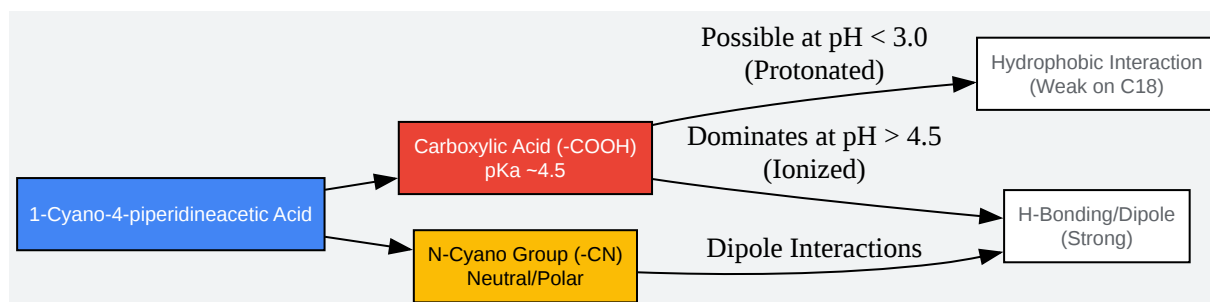 Possible at pH < 3.0
(Protonated)
Hydrophobic Interaction
(Weak on C18)
Carboxylic Acid (-COOH)
pKa ~4.5
Dominates at pH > 4.5
(Ionized)
1-Cyano-4-piperidineacetic Acid
H-Bonding/Dipole
(Strong)
N-Cyano Group (-CN)
Neutral/Polar
Dipole Interactions